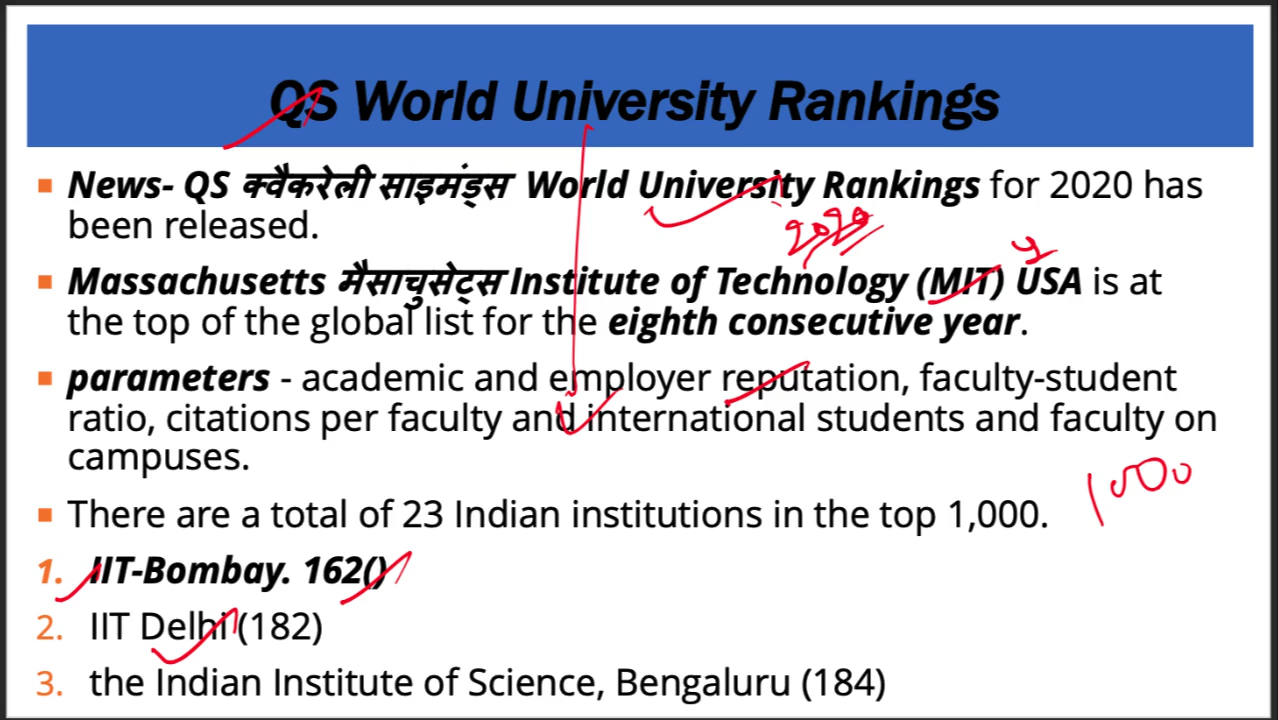 QS World University Rankings
▪ News- QS क्वैकरेली साइमंड्स World University Rankings for 2020 has
been released.
2020
y
▪ Massachusetts मैसाचुसेट्स Institute of Technology (MIT) USA is at
the top of the global list for the eighth consecutive year.
▪ parameters - academic and employer reputation, faculty-student
ratio, citations per faculty and international students and faculty on
campuses.
1000
▪ There are a total of 23 Indian institutions in the top 1,000.
1. IIT-Bombay. 162()
2. IIT Delhi (182)
3. the Indian Institute of Science, Bengaluru (184)